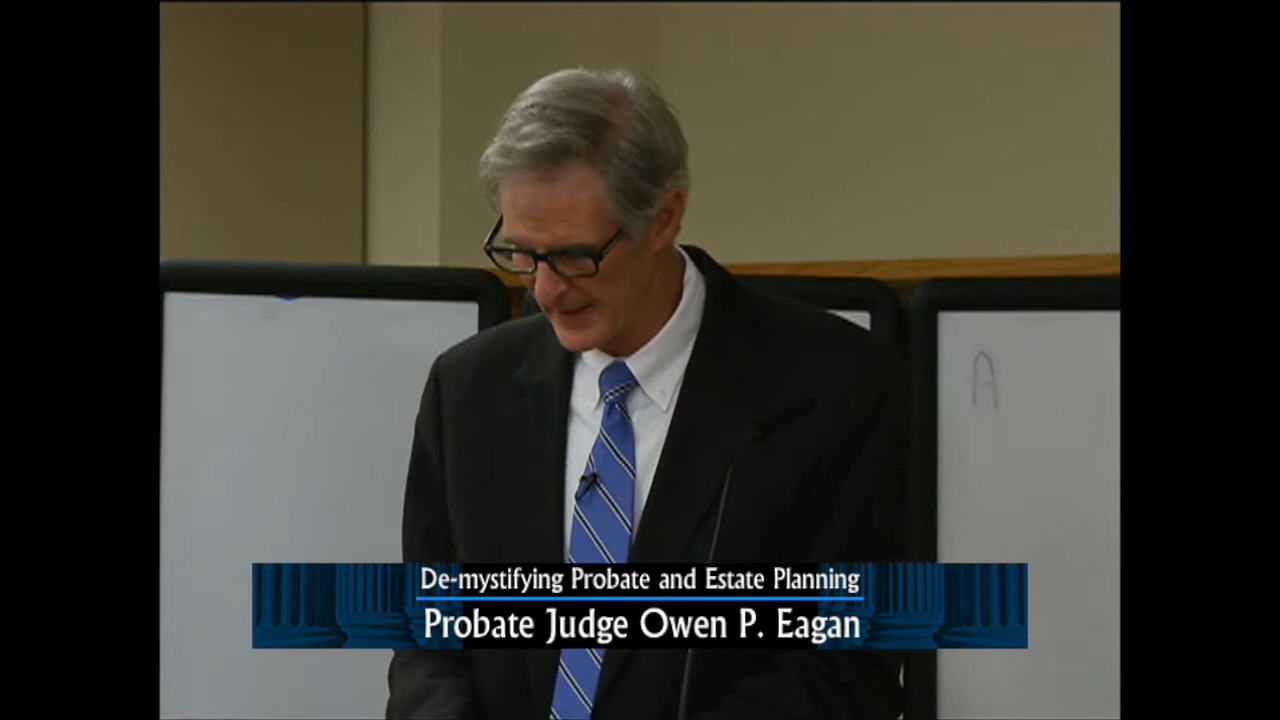 A
De-mystifying Probate and Estate Planning
Probate Judge Owen P. Eagan